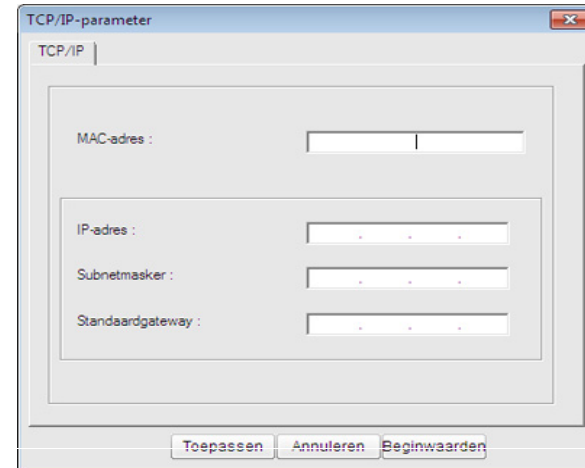 TCP/IP-parameter
TCP/IP
MAC-adres :
IP-adres :
. . .
Subnetmasker :
. . .
Standaardgateway :
. . .
Toepassen Annuleren Beginwaarden